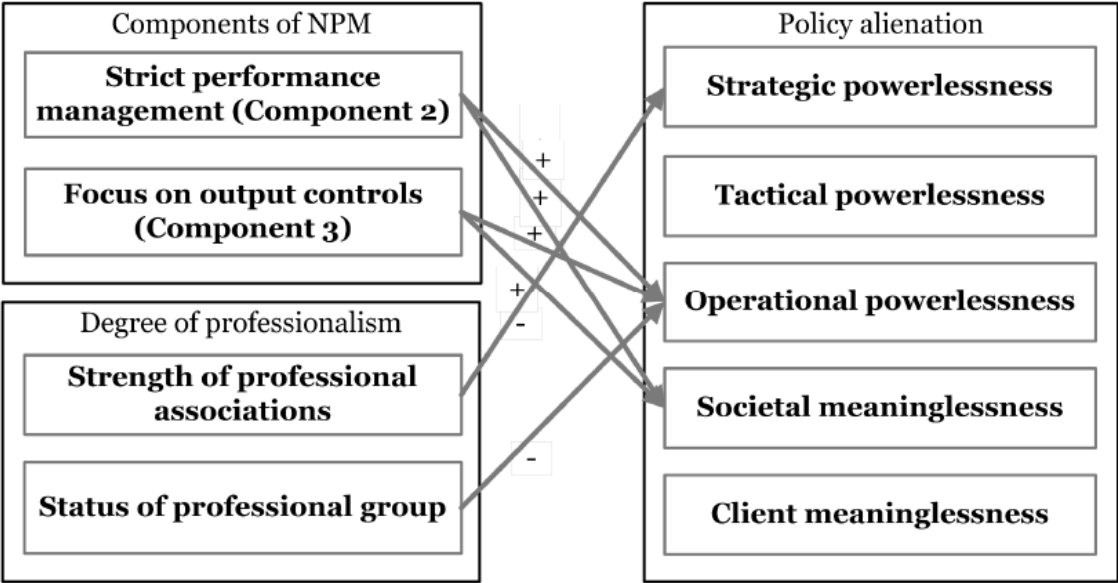 Components of NPM
Strict performance
management (Component 2)
Focus on output controls
(Component 3)
Degree of professionalism
Strength of professional
associations
Status of professional group
+
+
+
+
-
-
Policy alienation
Strategic powerlessness
Tactical powerlessness
Operational powerlessness
Societal meaninglessness
Client meaninglessness